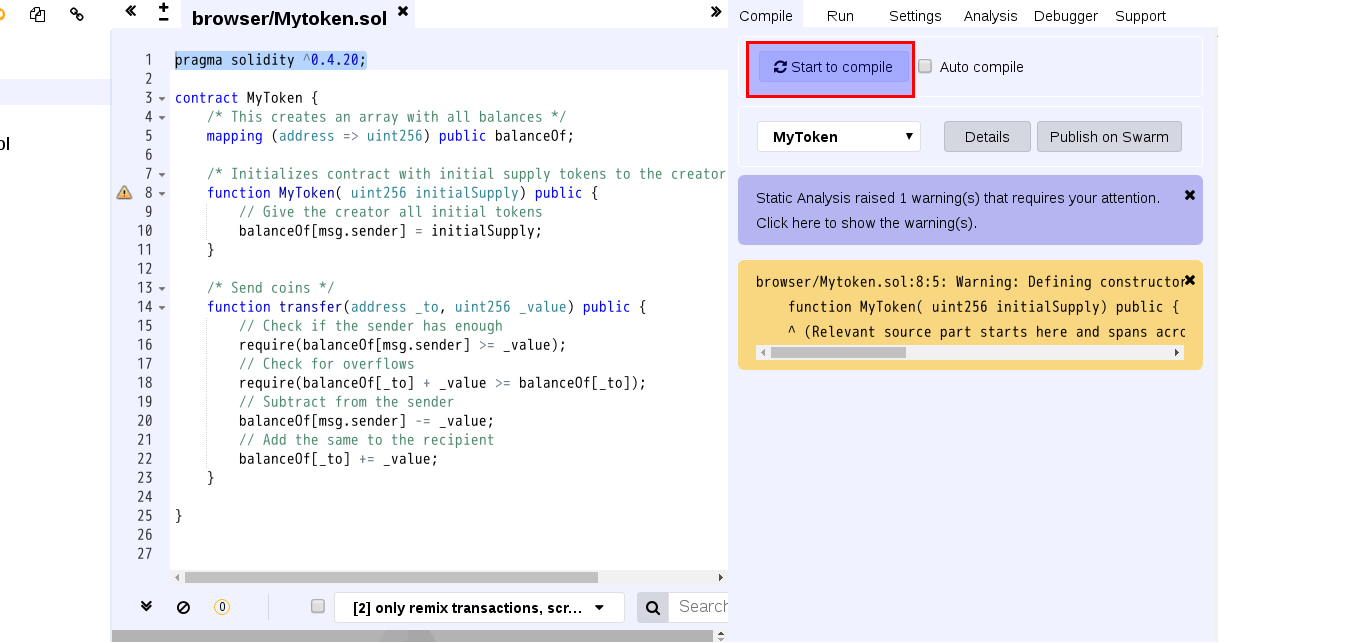 browser/Mytoken.sol
Compile Run Settings Analysis Debugger Support
ol
1 pragma solidity ^0.4.20;
2
3 contract MyToken {
4 /* This creates an array with all balances */
5 mapping (address => uint256) public balanceOf;
6
7 /* Initializes contract with initial supply tokens to the creator
8 function MyToken( uint256 initialSupply) public {
9 // Give the creator all initial tokens
10 balanceOf[msg.sender] = initialSupply;
11 }
12
13 /* Send coins */
14 function transfer(address _to, uint256 _value) public {
15 // Check if the sender has enough
16 require(balanceOf[msg.sender] >= _value);
17 // Check for overflows
18 require(balanceOf[_to] + _value >= balanceOf[_to]);
19 // Subtract from the sender
20 balanceOf[msg.sender] -= _value;
21 // Add the same to the recipient
22 balanceOf[_to] += _value;
23 }
24
25 }
26
27
0
[2] only remix transactions, scr...
Search
Start to compile
Auto compile
MyToken
Details
Publish on Swarm
Static Analysis raised 1 warning(s) that requires your attention.
Click here to show the warning(s).
browser/Mytoken.sol:8:5: Warning: Defining constructor
function MyToken( uint256 initialSupply) public {
^ (Relevant source part starts here and spans acro